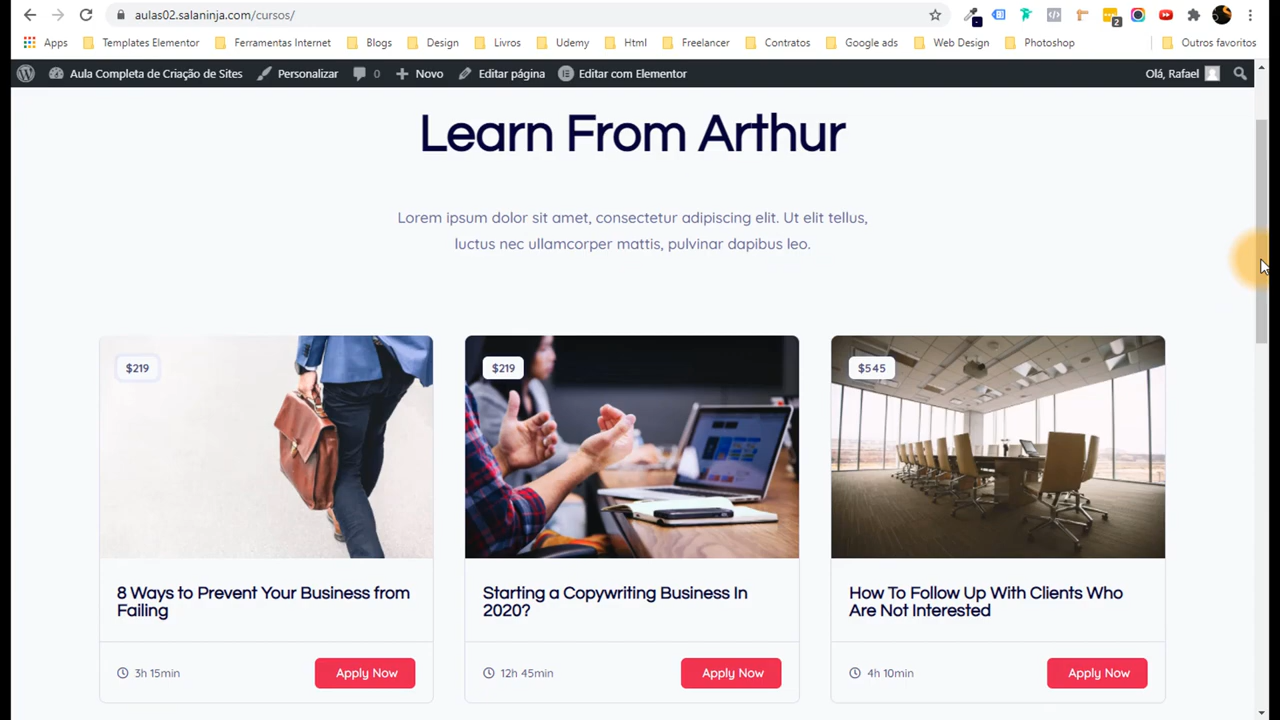 aulas02.salaninja.com/cursos/
2
Apps Templates Elementor Ferramentas Internet Blogs Design Livros Udemy Html Freelancer Contratos Google ads Web Design Photoshop Outros favoritos
Aula Completa de Criação de Sites Personalizar 0 Novo Editar página Editar com Elementor Olá, Rafael
Learn From Arthur
Lorem ipsum dolor sit amet, consectetur adipiscing elit. Ut elit tellus,
luctus nec ullamcorper mattis, pulvinar dapibus leo.
$219 $219 $545
8 Ways to Prevent Your Business from
Failing
Starting a Copywriting Business In
2020?
How To Follow Up With Clients Who
Are Not Interested
3h 15min Apply Now 12h 45min Apply Now 4h 10min Apply Now